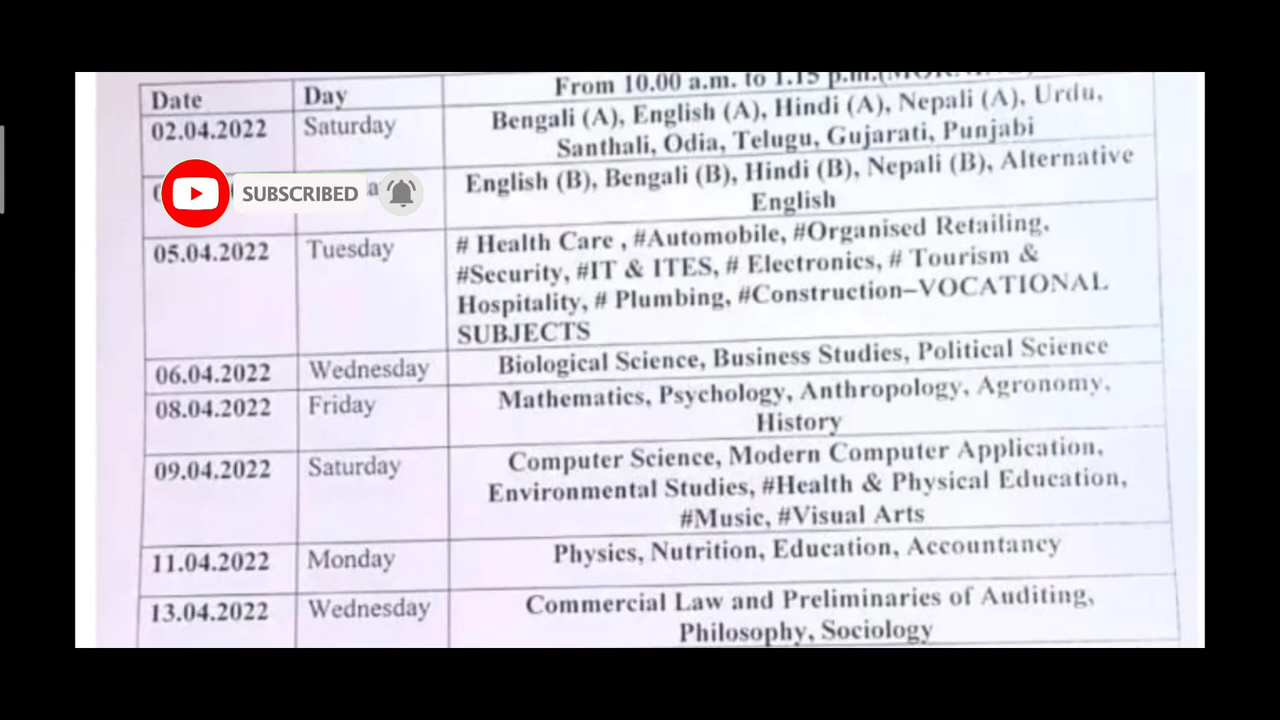 From 10.00 a.m. to 1.15 p.m.
Date Day
02.04.2022 Saturday Bengali (A), English (A), Hindi (A), Nepali (A), Urdu,
Santhali, Odia, Telugu, Gujarati, Punjabi
SUBSCRIBED
English (B), Bengali (B), Hindi (B), Nepali (B), Alternative
English
05.04.2022 Tuesday # Health Care , #Automobile, #Organised Retailing,
#Security, #IT & ITES, # Electronics, # Tourism &
Hospitality, # Plumbing, #Construction–VOCATIONAL
SUBJECTS
06.04.2022 Wednesday Biological Science, Business Studies, Political Science
08.04.2022 Friday Mathematics, Psychology, Anthropology, Agronomy,
History
09.04.2022 Saturday Computer Science, Modern Computer Application,
Environmental Studies, #Health & Physical Education,
#Music, #Visual Arts
11.04.2022 Monday Physics, Nutrition, Education, Accountancy
13.04.2022 Wednesday Commercial Law and Preliminaries of Auditing,
Philosophy, Sociology